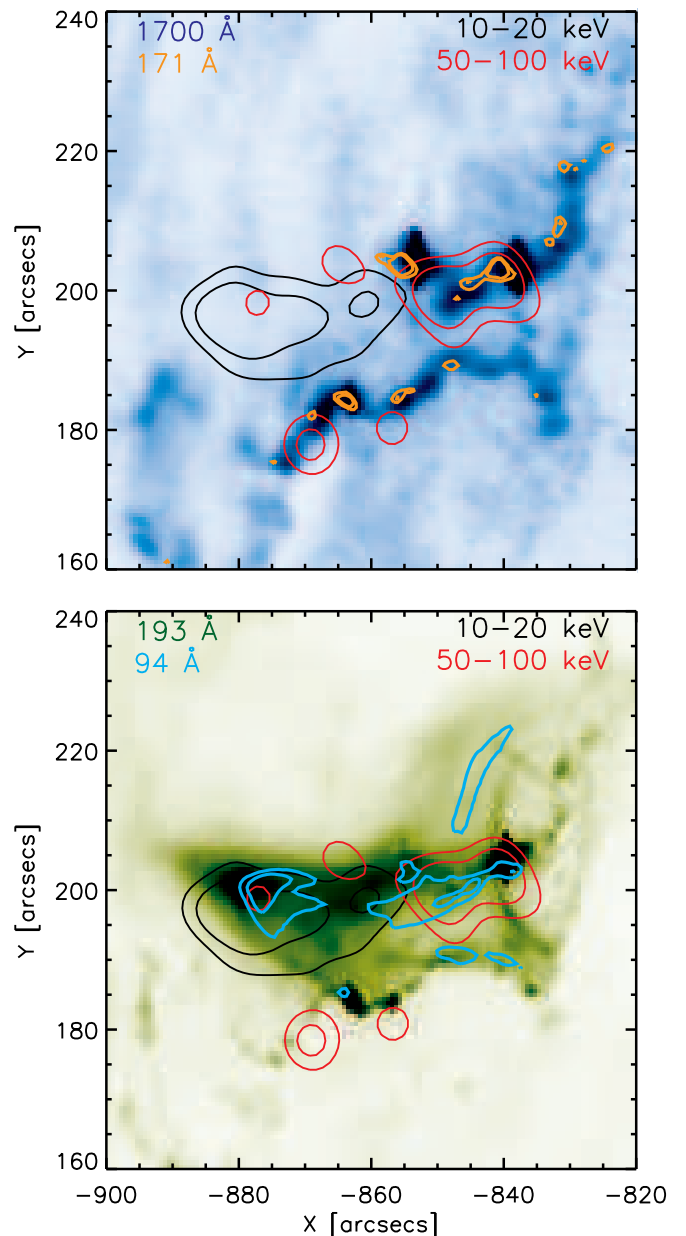 240
1700 Å
10−20 keV
171 Å
50−100 keV
220
200
180
160
Y [arcsecs]
240
193 Å
10−20 keV
94 Å
50−100 keV
220
200
180
160
Y [arcsecs]
−900
−880
−860
−840
−820
X [arcsecs]